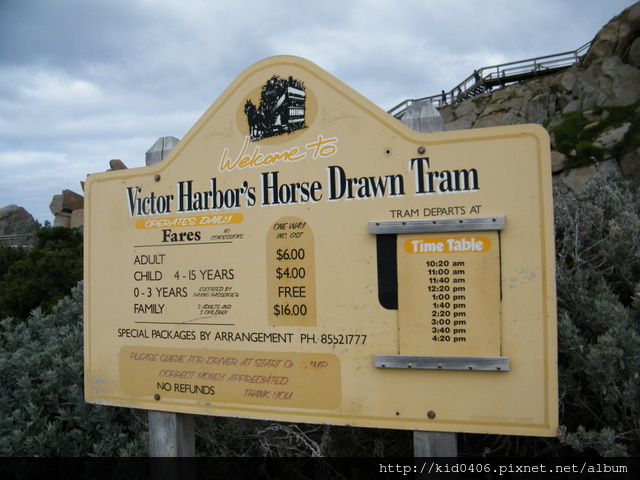 Welcome to
Victor Harbor's Horse Drawn Tram
OPERATES DAILY
Fares
NO CONCESSIONS
ONE WAY
INC. GST
ADULT $6.00
CHILD 4 - 15 YEARS $4.00
0 - 3 YEARS ESCORTED BY PAYING PASSENGER FREE
FAMILY 2 ADULTS AND 2 CHILDREN $16.00
TRAM DEPARTS AT
Time Table
10:20 am
11:00 am
11:40 am
12:20 pm
1:00 pm
1:40 pm
2:20 pm
3:00 pm
3:40 pm
4:20 pm
SPECIAL PACKAGES BY ARRANGEMENT PH. 85521777
PLEASE QUEUE FOR DRIVER AT START OF
CORRECT MONEY APPRECIATED
NO REFUNDS THANK YOU
http://kid0406.pixnet.net/album